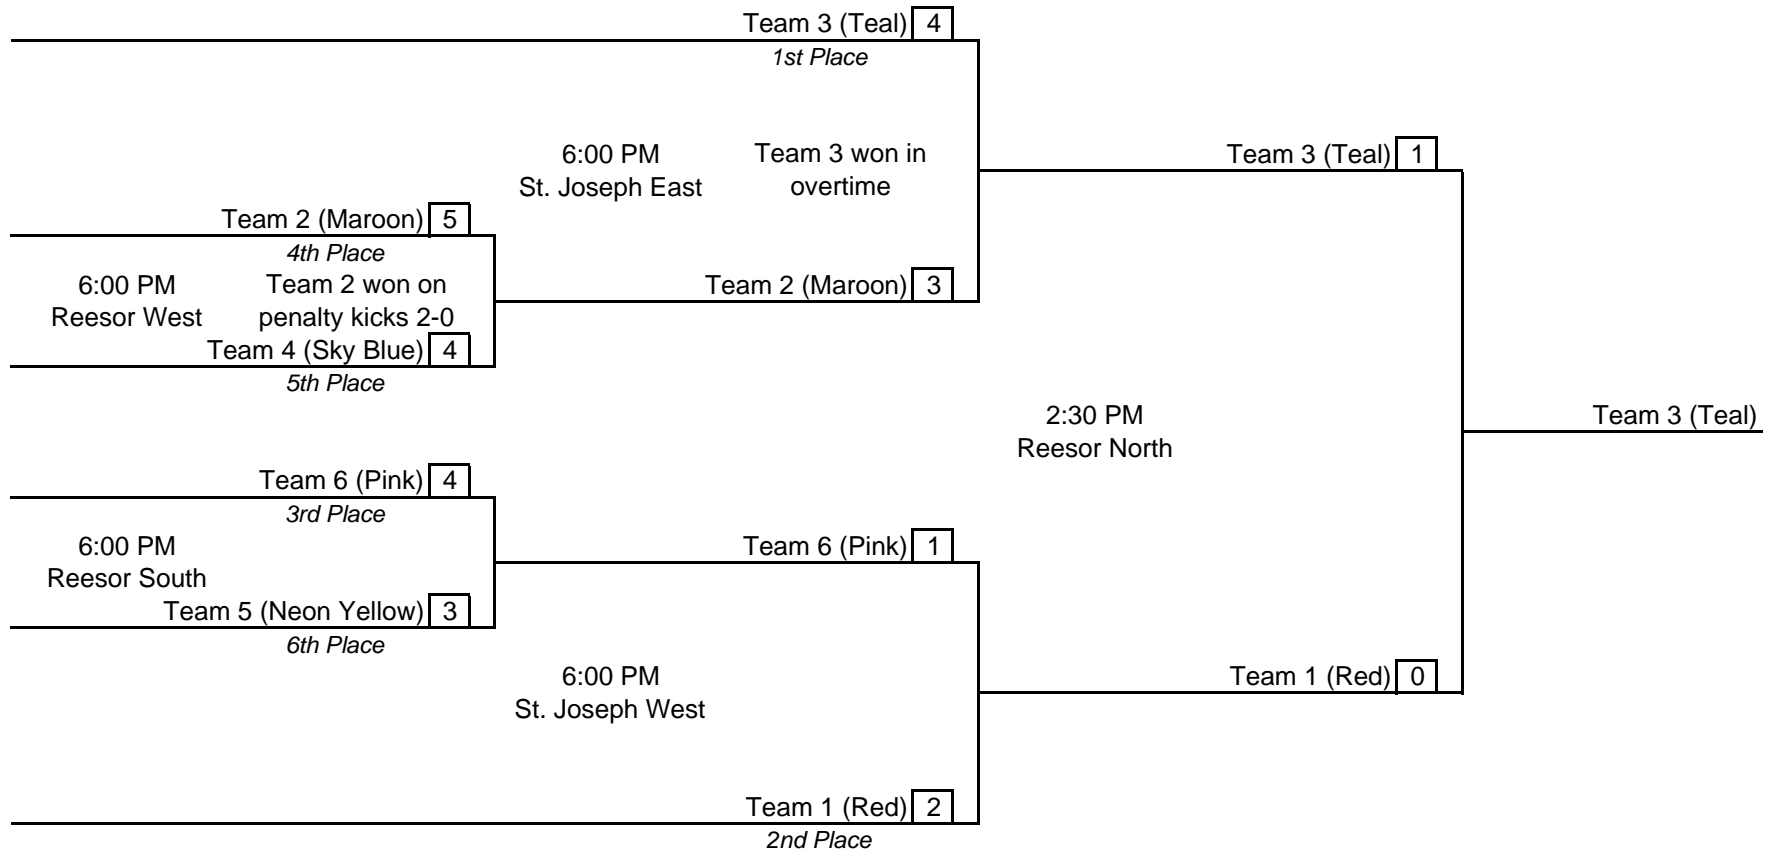 Team 3 (Teal) 4
1st Place
6:00 PM
St. Joseph East
Team 3 won in
overtime
Team 3 (Teal) 1
Team 2 (Maroon) 5
4th Place
6:00 PM
Reesor West
Team 2 won on
penalty kicks 2-0
Team 2 (Maroon) 3
Team 4 (Sky Blue) 4
5th Place
2:30 PM
Reesor North
Team 3 (Teal)
Team 6 (Pink) 4
3rd Place
6:00 PM
Reesor South
Team 6 (Pink) 1
Team 5 (Neon Yellow) 3
6th Place
6:00 PM
St. Joseph West
Team 1 (Red) 0
Team 1 (Red) 2
2nd Place